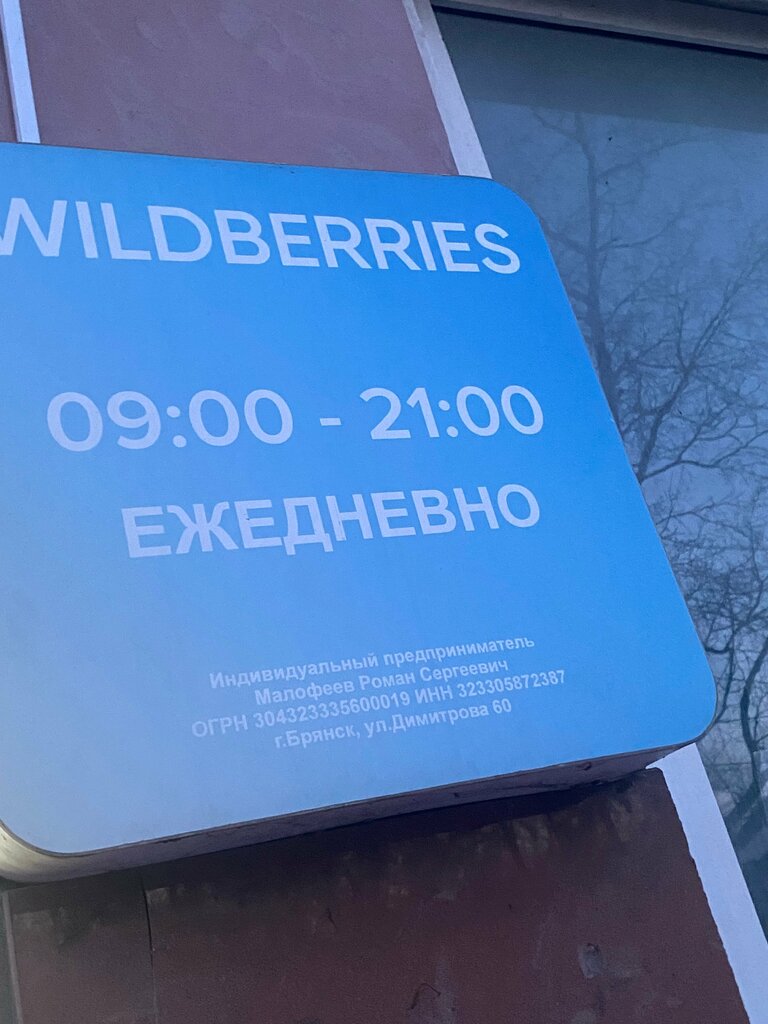 WILDBERRIES
09:00 - 21:00
ЕЖЕДНЕВНО
Индивидуальный предприниматель
Малофеев Роман Сергеевич
ОГРН 304323335600019 ИНН 323305872387
г.Брянск, ул.Димитрова 60